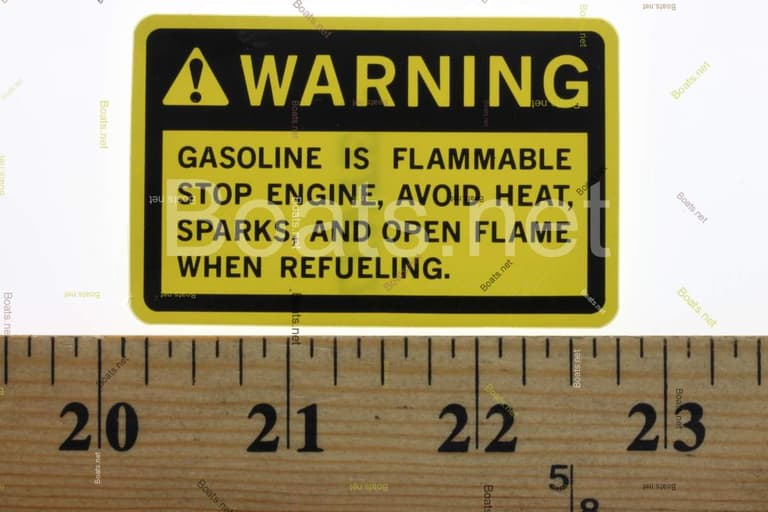 WARNING
GASOLINE IS FLAMMABLE
STOP ENGINE, AVOID HEAT,
SPARKS, AND OPEN FLAME
WHEN REFUELING.
Boats.net
20 21 22 23
5
8